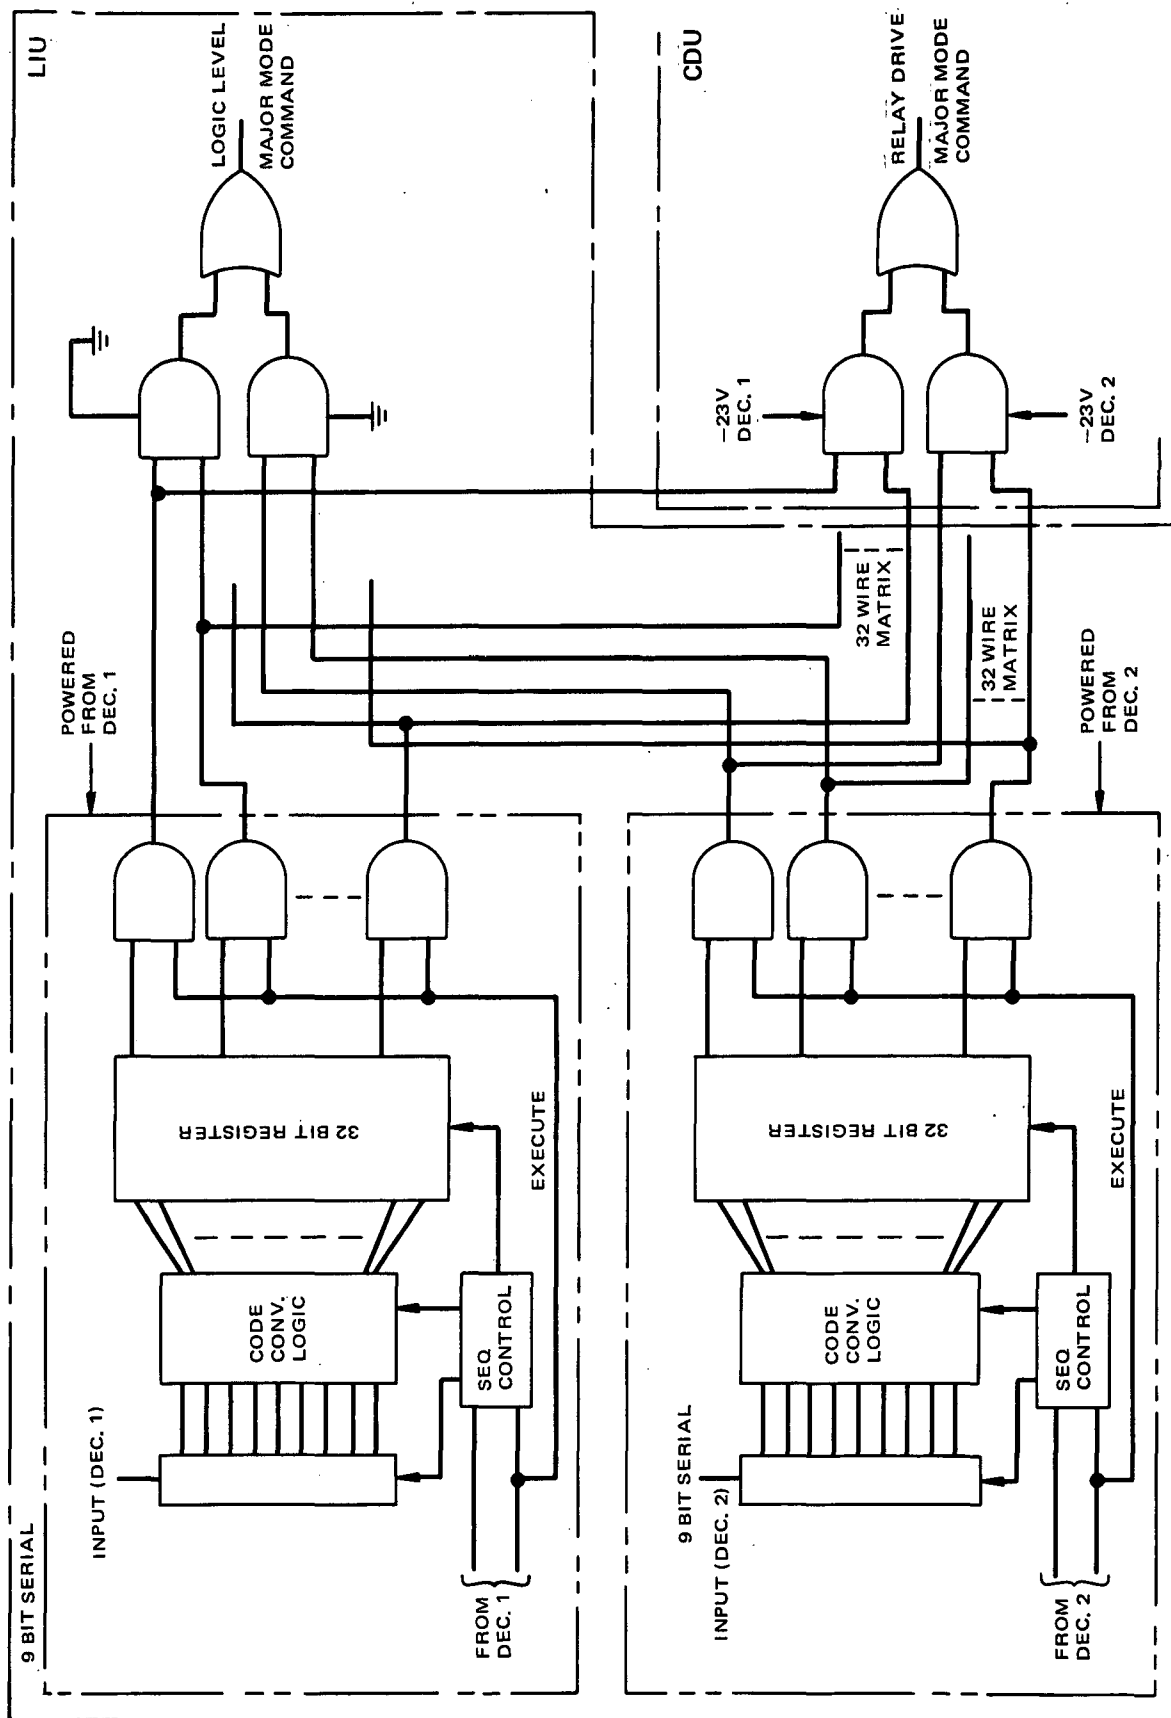 9 BIT SERIAL
INPUT (DEC. 1)
FROM
DEC. 1
CODE
CONV.
LOGIC
SEQ
CONTROL
32 BIT REGISTER
EXECUTE
POWERED
FROM
DEC. 1
LIU
LOGIC LEVEL
MAJOR MODE
COMMAND
9 BIT SERIAL
INPUT (DEC. 2)
FROM
DEC. 2
CODE
CONV.
LOGIC
SEQ
CONTROL
32 BIT REGISTER
EXECUTE
POWERED
FROM
DEC. 2
32 WIRE
MATRIX
32 WIRE
MATRIX
–23V
DEC. 1
–23V
DEC. 2
CDU
RELAY DRIVE
MAJOR MODE
COMMAND